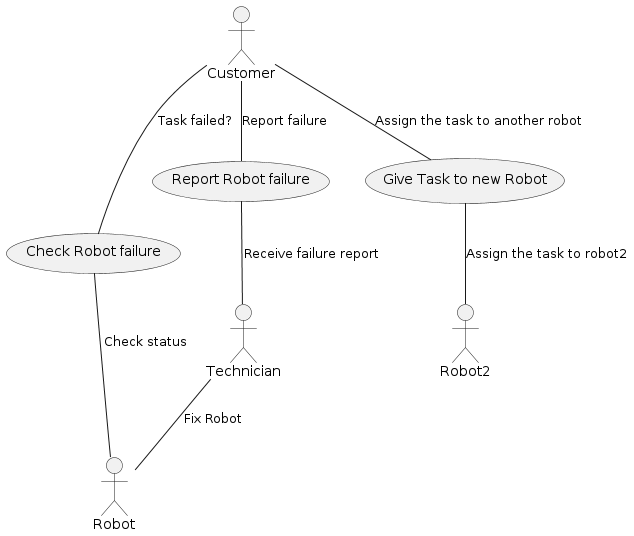 Customer
Task failed?
Report failure
Assign the task to another robot
Report Robot failure
Give Task to new Robot
Check Robot failure
Receive failure report
Assign the task to robot2
Check status
Technician
Robot2
Fix Robot
Robot